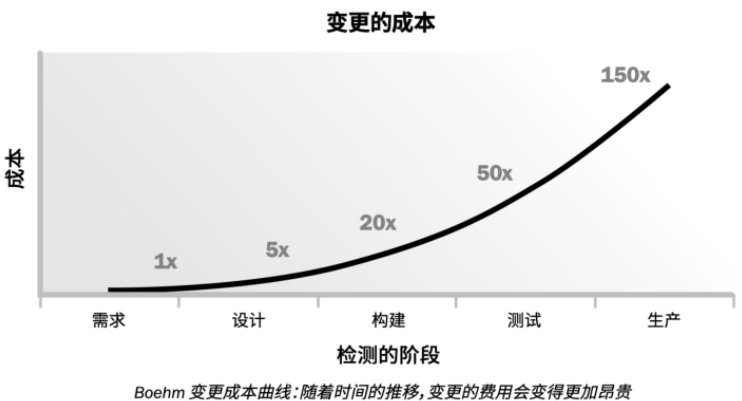 变更的成本
成本
150x
50x
20x
5x
1x
需求 设计 构建 测试 生产
检测的阶段
Boehm 变更成本曲线：随着时间的推移，变更的费用会变得更加昂贵